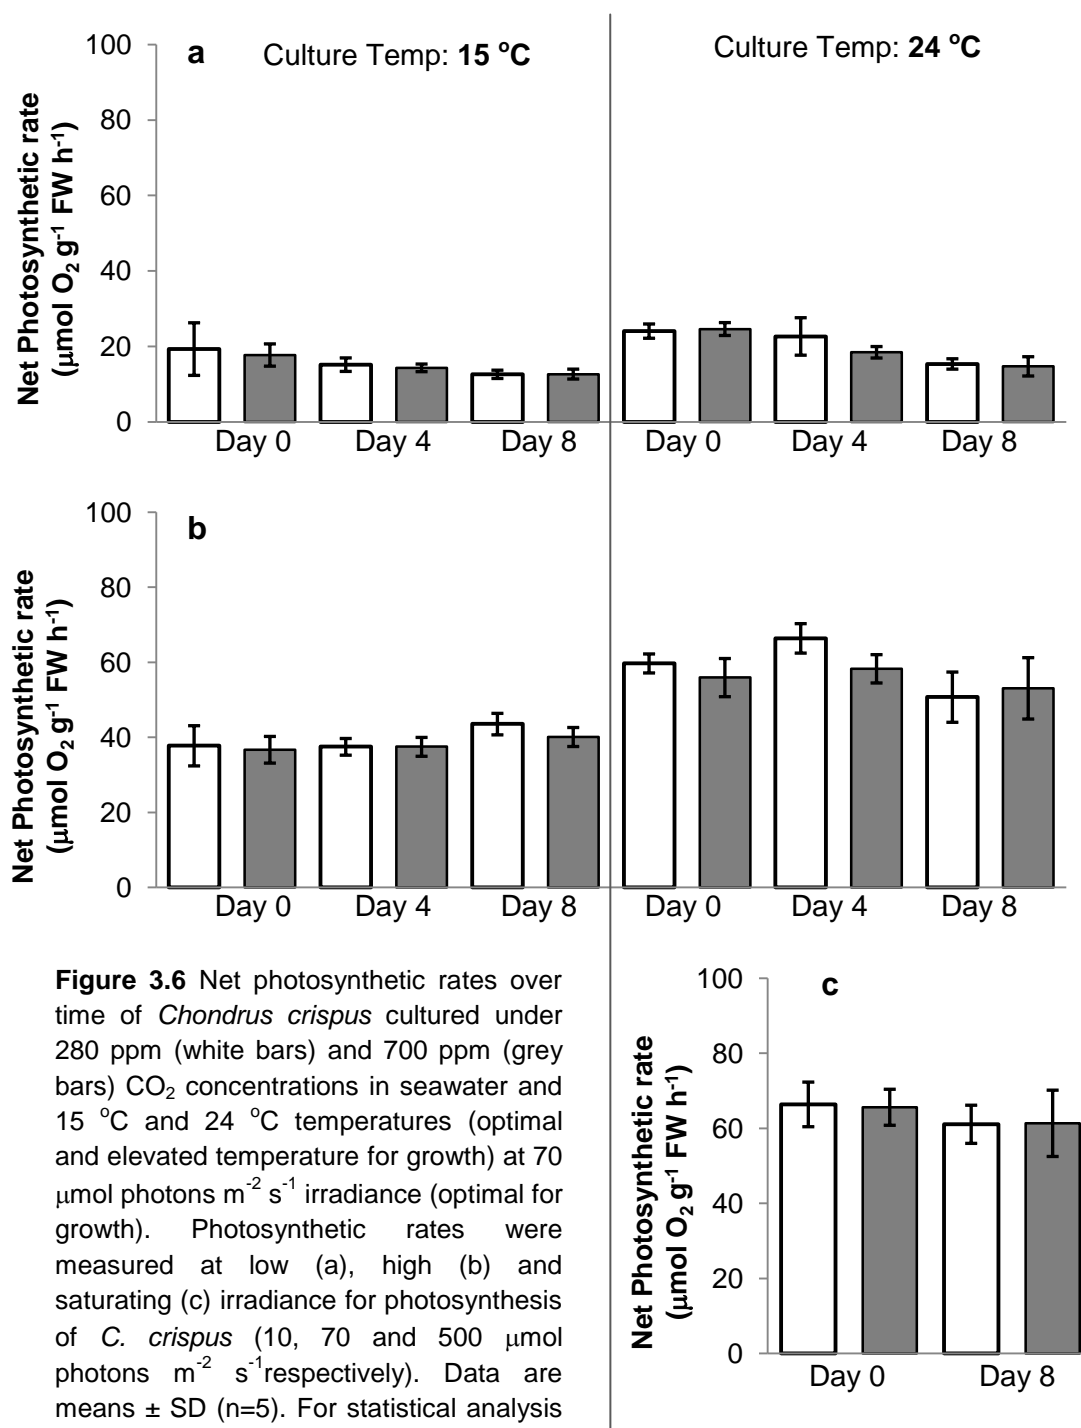 a Culture Temp: 15 °C
Culture Temp: 24 °C
Net Photosynthetic rate
(μmol O₂ g⁻¹ FW h⁻¹)
100
80
60
40
20
0
Day 0 Day 4 Day 8
Day 0 Day 4 Day 8
b
Net Photosynthetic rate
(μmol O₂ g⁻¹ FW h⁻¹)
100
80
60
40
20
0
Day 0 Day 4 Day 8
Day 0 Day 4 Day 8
Figure 3.6 Net photosynthetic rates over
time of Chondrus crispus cultured under
280 ppm (white bars) and 700 ppm (grey
bars) CO₂ concentrations in seawater and
15 °C and 24 °C temperatures (optimal
and elevated temperature for growth) at 70
μmol photons m⁻² s⁻¹ irradiance (optimal for
growth). Photosynthetic rates were
measured at low (a), high (b) and
saturating (c) irradiance for photosynthesis
of C. crispus (10, 70 and 500 μmol
photons m⁻² s⁻¹respectively). Data are
means ± SD (n=5). For statistical analysis
c
Net Photosynthetic rate
(μmol O₂ g⁻¹ FW h⁻¹)
100
80
60
40
20
0
Day 0 Day 8